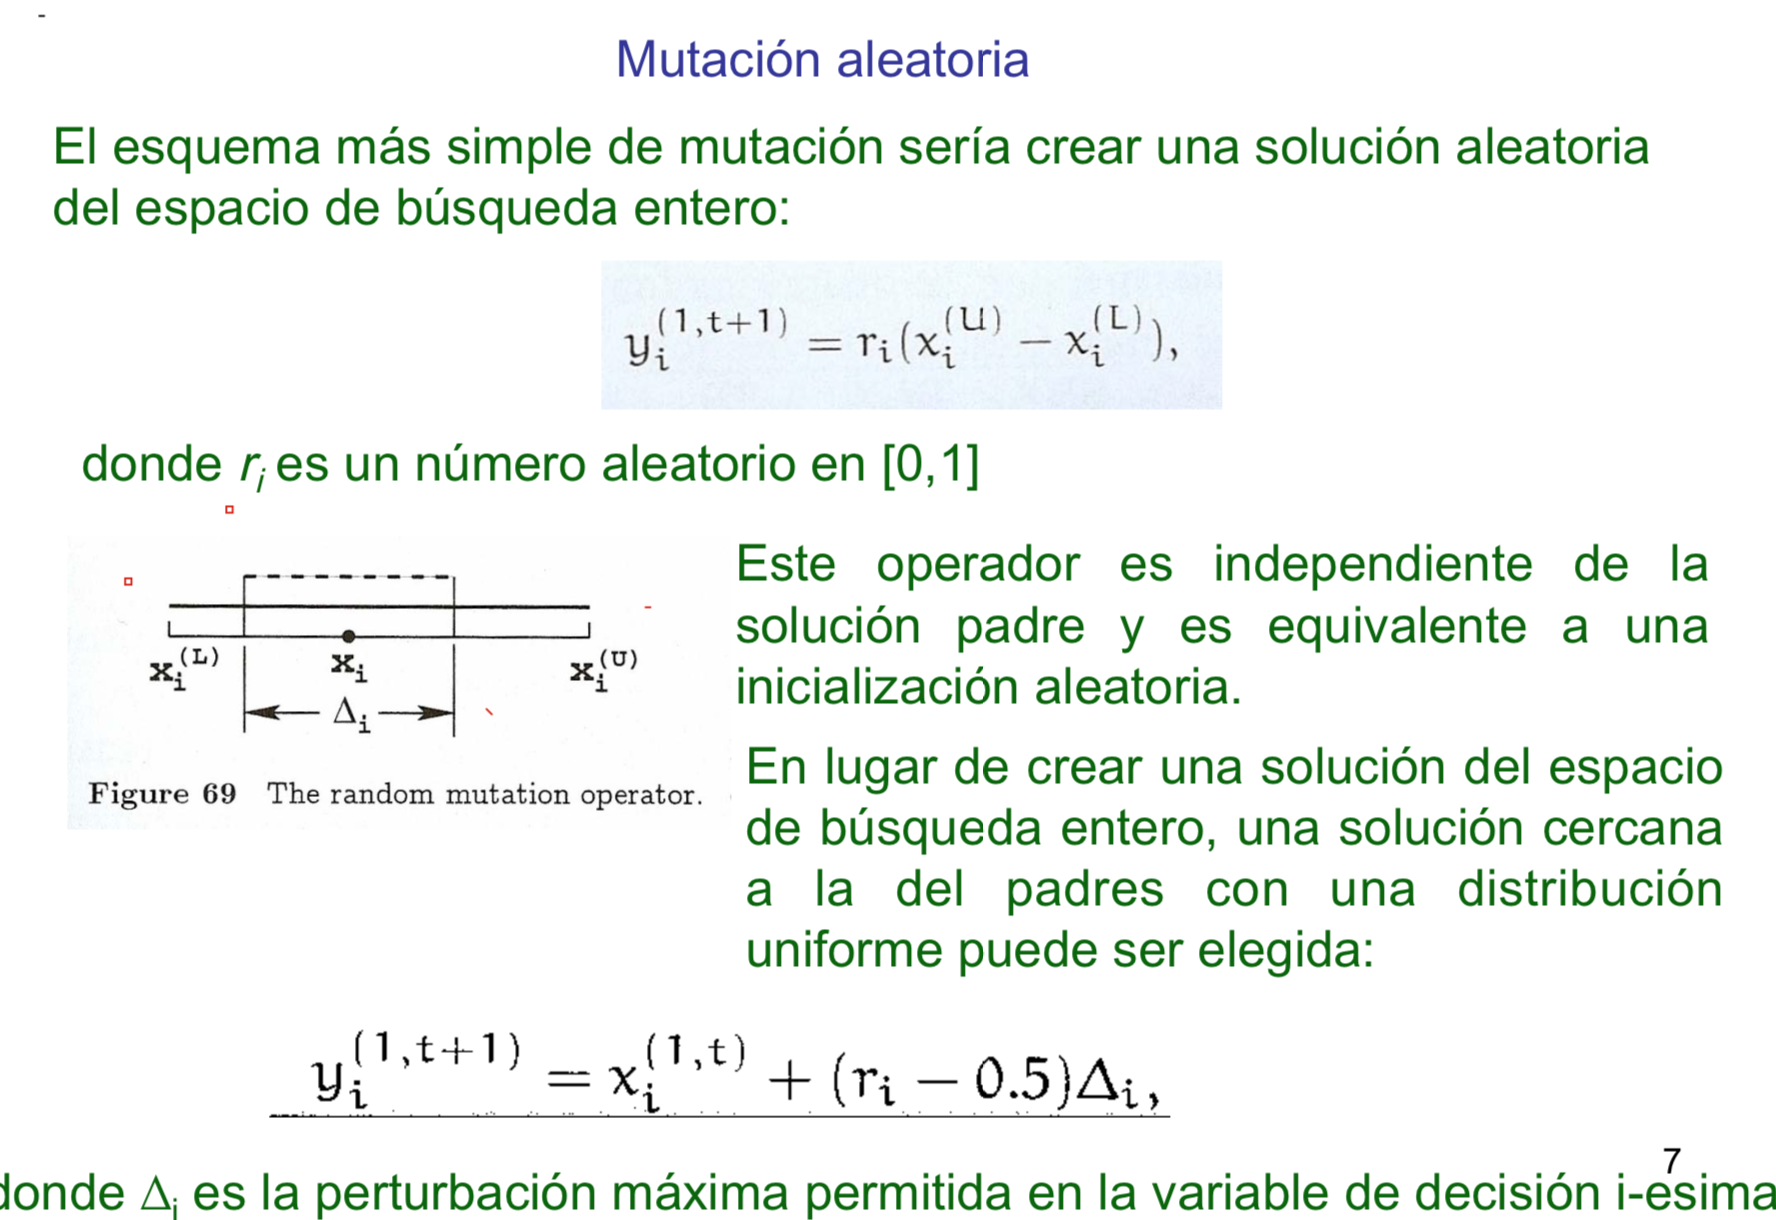 Mutación aleatoria
El esquema más simple de mutación sería crear una solución aleatoria
del espacio de búsqueda entero:
y_i^(1,t+1) = r_i(x_i^(U) − x_i^(L)),
donde r_i es un número aleatorio en [0,1]
x_i^(L) x_i x_i^(U)
Δ_i
Figure 69 The random mutation operator.
Este operador es independiente de la
solución padre y es equivalente a una
inicialización aleatoria.
En lugar de crear una solución del espacio
de búsqueda entero, una solución cercana
a la del padres con una distribución
uniforme puede ser elegida:
y_i^(1,t+1) = x_i^(1,t) + (r_i − 0.5)Δ_i,
7
donde Δ_i es la perturbación máxima permitida en la variable de decisión i-esima